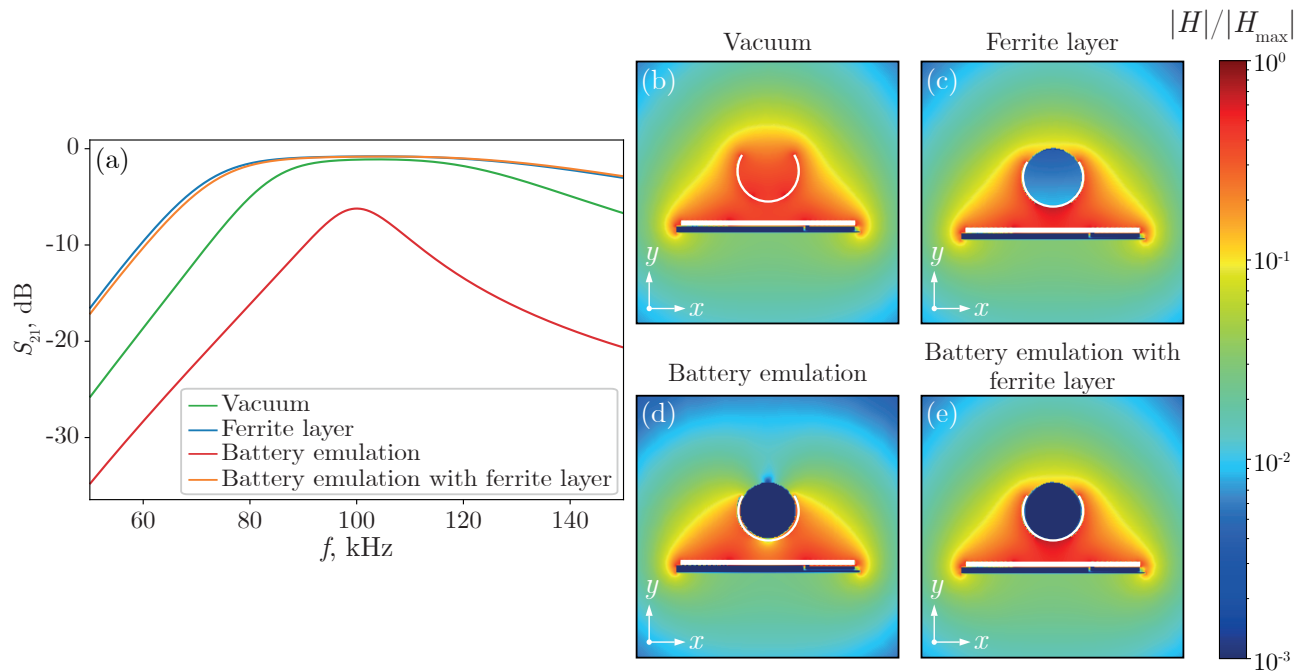 (a)
0
-10
-20
-30
S₂₁, dB
60
80
100
120
140
f, kHz
Vacuum
Ferrite layer
Battery emulation
Battery emulation with ferrite layer
Vacuum
(b)
y
x
Ferrite layer
(c)
y
x
Battery emulation
(d)
y
x
Battery emulation with
ferrite layer
(e)
y
x
|H|/|Hmax|
10⁰
10⁻¹
10⁻²
10⁻³